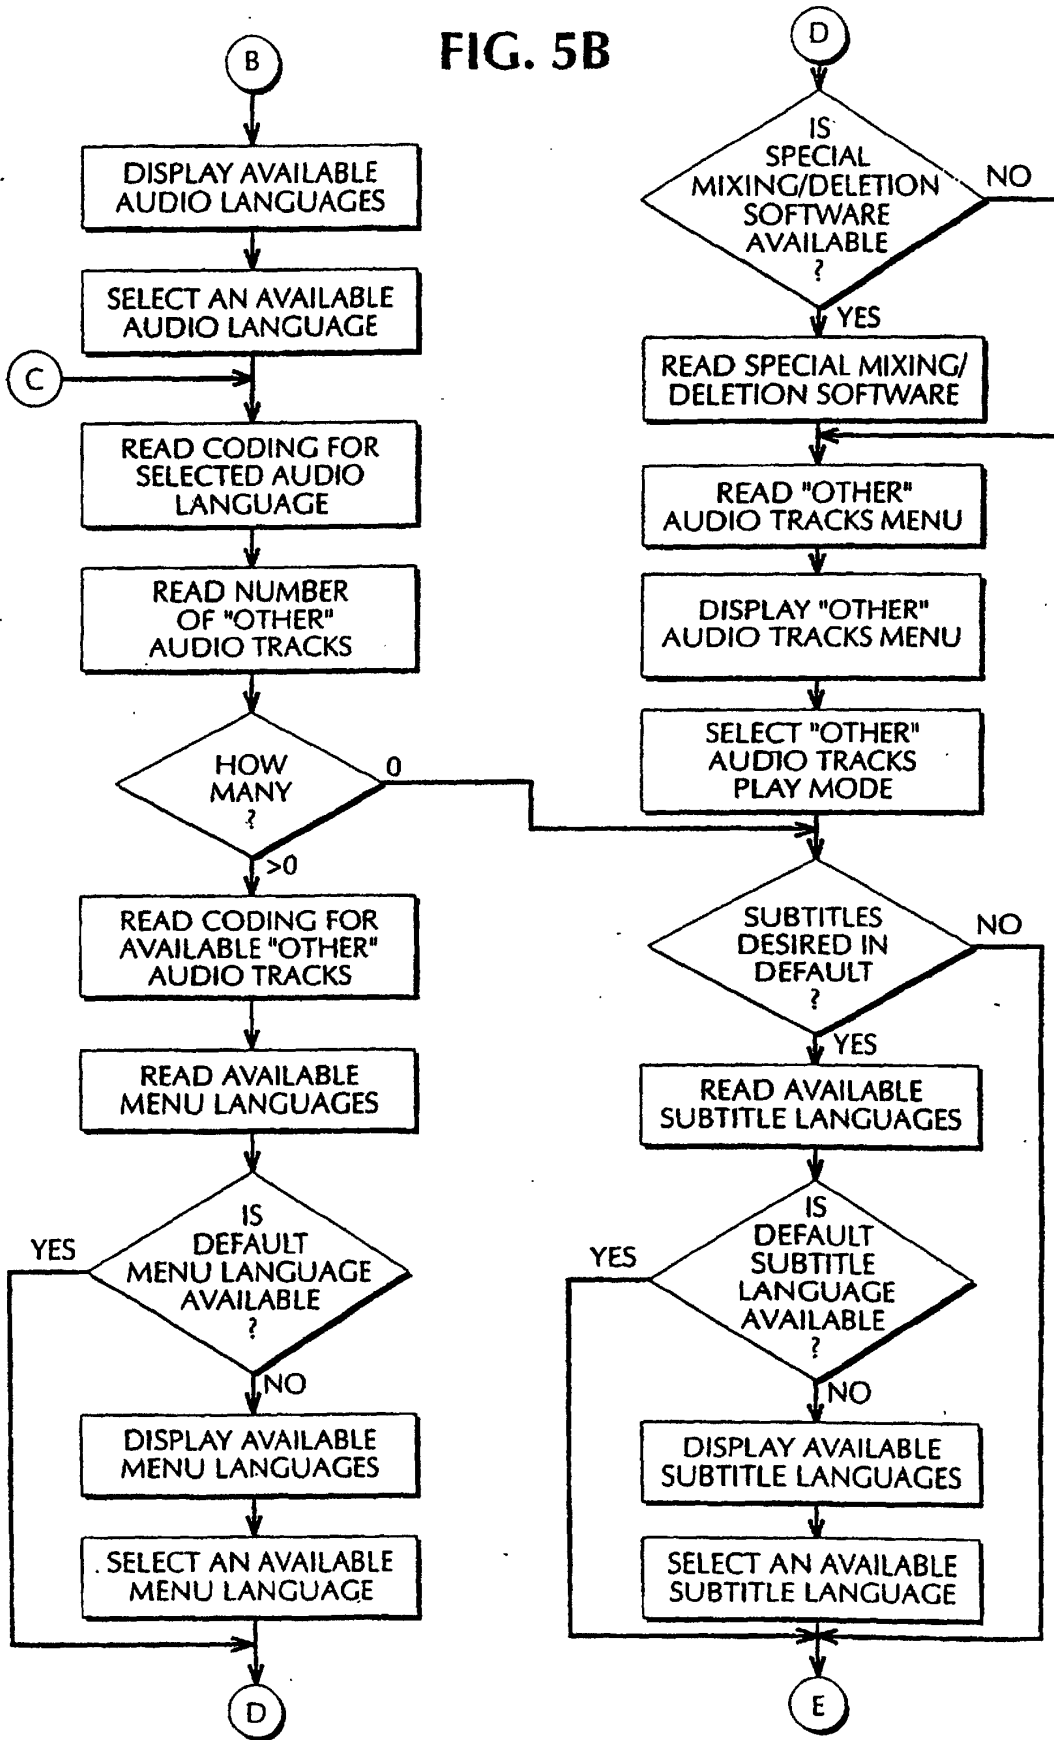 FIG. 5B
B
DISPLAY AVAILABLE
AUDIO LANGUAGES
SELECT AN AVAILABLE
AUDIO LANGUAGE
C
READ CODING FOR
SELECTED AUDIO
LANGUAGE
READ NUMBER
OF "OTHER"
AUDIO TRACKS
HOW
MANY
?
0
>0
READ CODING FOR
AVAILABLE "OTHER"
AUDIO TRACKS
READ AVAILABLE
MENU LANGUAGES
IS
DEFAULT
MENU LANGUAGE
AVAILABLE
?
YES
NO
DISPLAY AVAILABLE
MENU LANGUAGES
SELECT AN AVAILABLE
MENU LANGUAGE
D
D
IS
SPECIAL
MIXING/DELETION
SOFTWARE
AVAILABLE
?
NO
YES
READ SPECIAL MIXING/
DELETION SOFTWARE
READ "OTHER"
AUDIO TRACKS MENU
DISPLAY "OTHER"
AUDIO TRACKS MENU
SELECT "OTHER"
AUDIO TRACKS
PLAY MODE
SUBTITLES
DESIRED IN
DEFAULT
?
NO
YES
READ AVAILABLE
SUBTITLE LANGUAGES
IS
DEFAULT
SUBTITLE
LANGUAGE
AVAILABLE
?
YES
NO
DISPLAY AVAILABLE
SUBTITLE LANGUAGES
SELECT AN AVAILABLE
SUBTITLE LANGUAGE
E